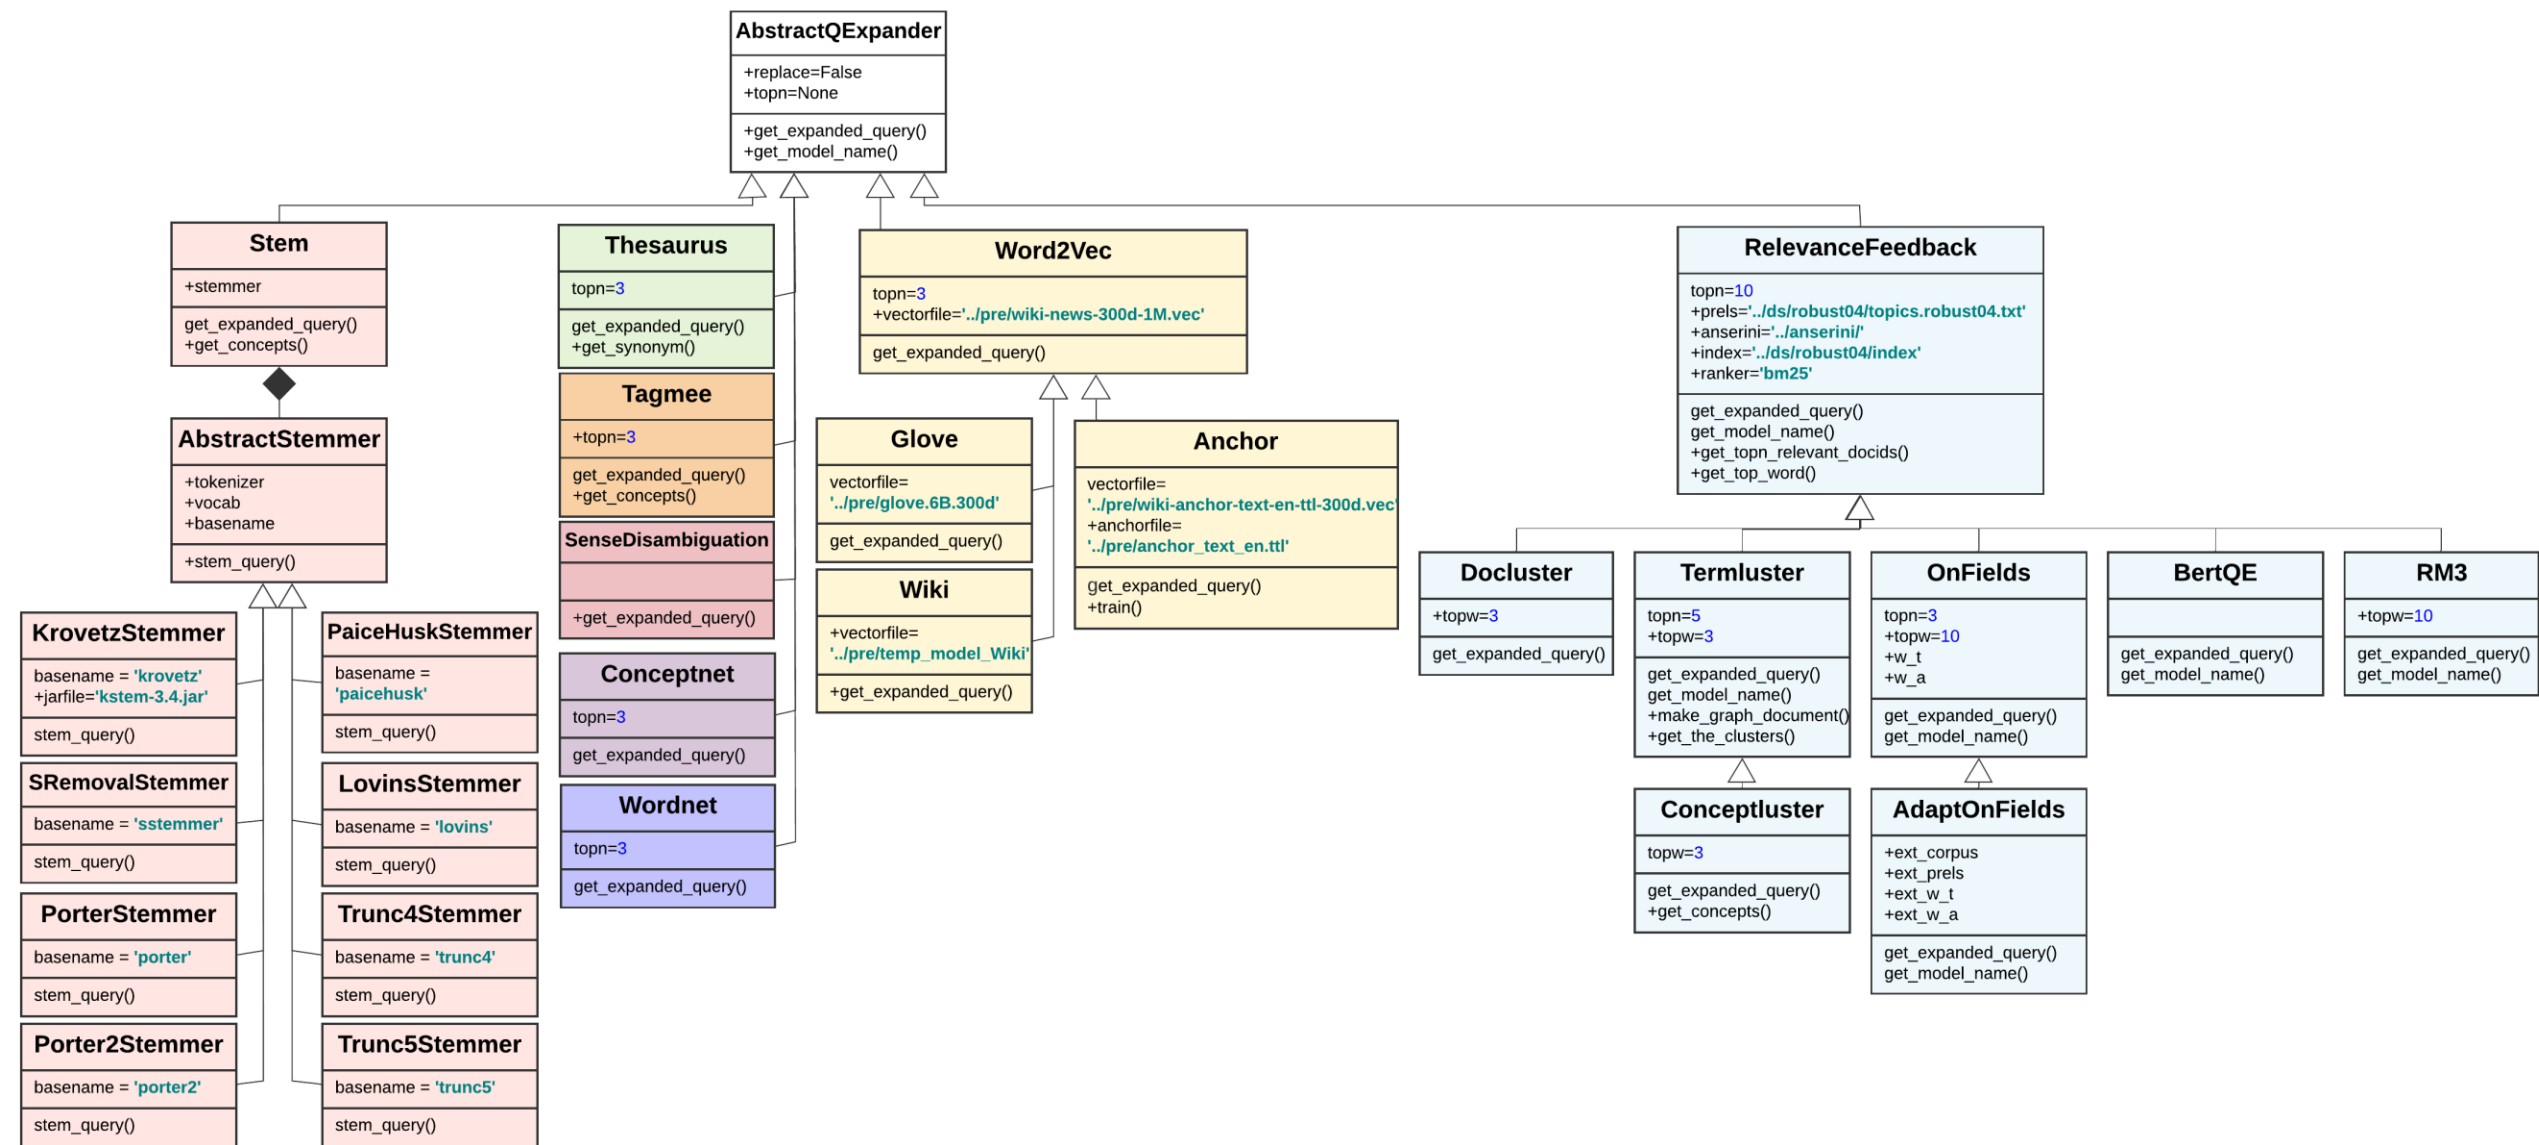 AbstractQExpander
+replace=False
+topn=None
+get_expanded_query()
+get_model_name()
Stem
+stemmer
get_expanded_query()
+get_concepts()
AbstractStemmer
+tokenizer
+vocab
+basename
+stem_query()
KrovetzStemmer
basename = 'krovetz'
+jarfile='kstem-3.4.jar'
stem_query()
SRemovalStemmer
basename = 'sstemmer'
stem_query()
PorterStemmer
basename = 'porter'
stem_query()
Porter2Stemmer
basename = 'porter2'
stem_query()
PaiceHuskStemmer
basename =
'paicehusk'
stem_query()
LovinsStemmer
basename = 'lovins'
stem_query()
Trunc4Stemmer
basename = 'trunc4'
stem_query()
Trunc5Stemmer
basename = 'trunc5'
stem_query()
Thesaurus
topn=3
get_expanded_query()
+get_synonym()
Tagmee
+topn=3
get_expanded_query()
+get_concepts()
SenseDisambiguation
+get_expanded_query()
Conceptnet
topn=3
get_expanded_query()
Wordnet
topn=3
get_expanded_query()
Word2Vec
topn=3
+vectorfile='../pre/wiki-news-300d-1M.vec'
get_expanded_query()
Glove
vectorfile=
'../pre/glove.6B.300d'
get_expanded_query()
Wiki
+vectorfile=
'../pre/temp_model_Wiki'
+get_expanded_query()
Anchor
vectorfile=
'../pre/wiki-anchor-text-en-ttl-300d.vec'
+anchorfile=
'../pre/anchor_text_en.ttl'
get_expanded_query()
+train()
RelevanceFeedback
topn=10
+prels='../ds/robust04/topics.robust04.txt'
+anserini='../anserini/'
+index='../ds/robust04/index'
+ranker='bm25'
get_expanded_query()
get_model_name()
+get_topn_relevant_docids()
+get_top_word()
Docluster
+topw=3
get_expanded_query()
Termluster
topn=5
+topw=3
get_expanded_query()
get_model_name()
+make_graph_document()
+get_the_clusters()
Conceptluster
topw=3
get_expanded_query()
+get_concepts()
OnFields
topn=3
+topw=10
+w_t
+w_a
get_expanded_query()
get_model_name()
AdaptOnFields
+ext_corpus
+ext_prels
+ext_w_t
+ext_w_a
get_expanded_query()
get_model_name()
BertQE
get_expanded_query()
get_model_name()
RM3
+topw=10
get_expanded_query()
get_model_name()